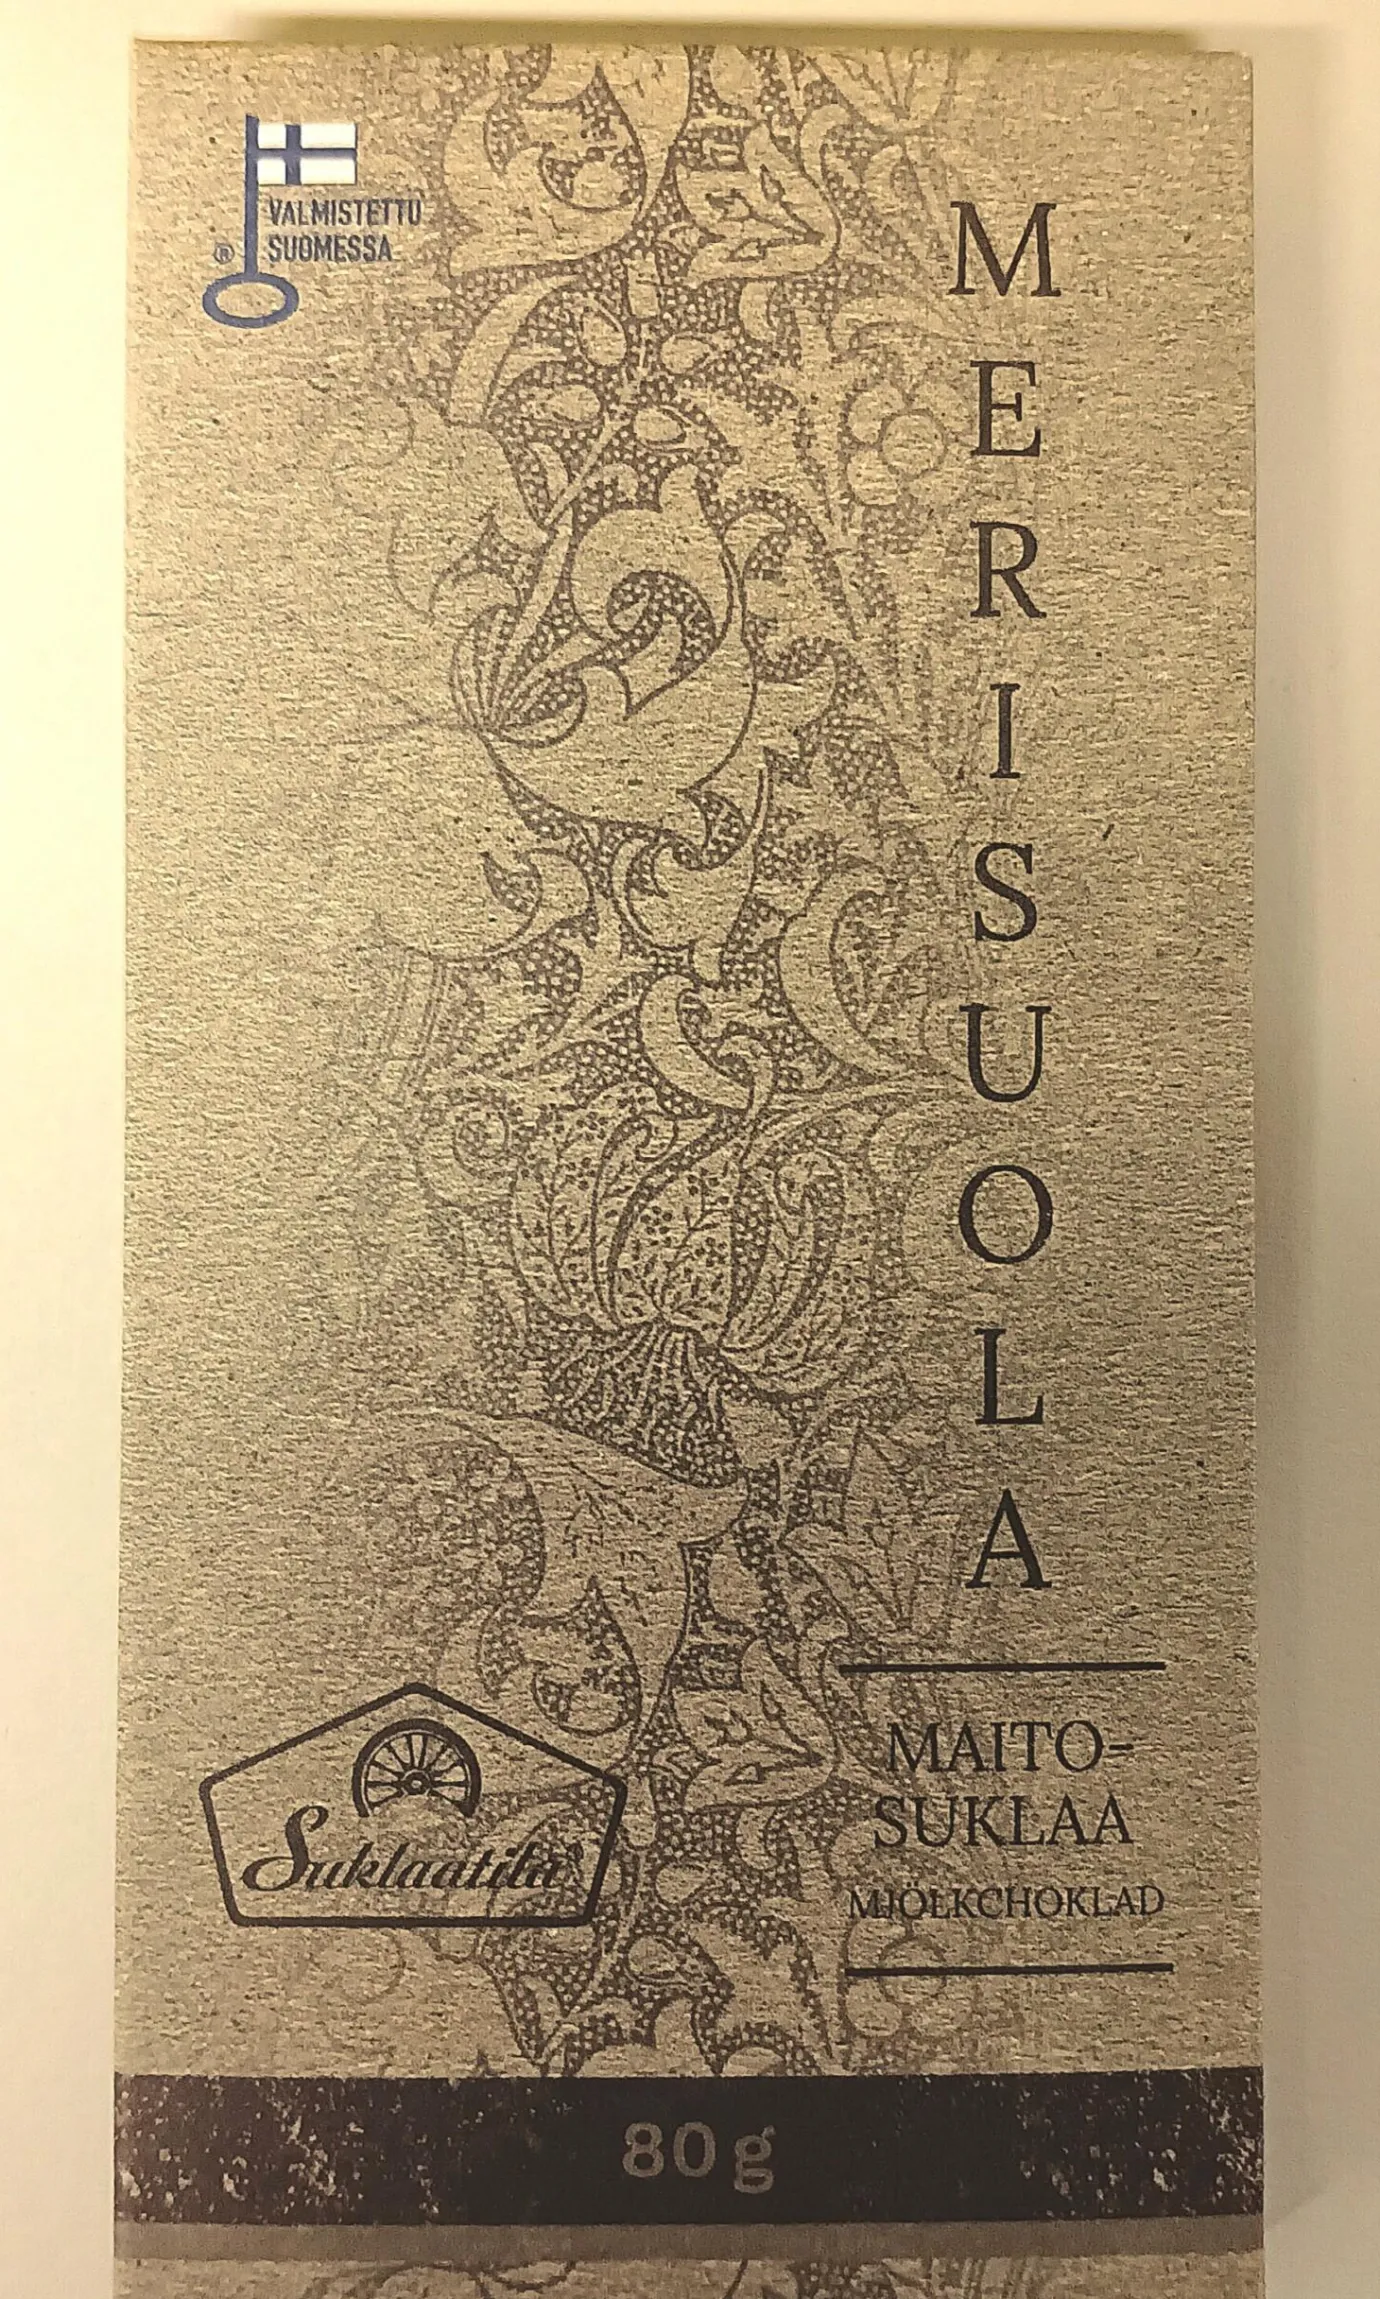 VALMISTETTU
® SUOMESSA
MERISUOLA
Suklaatila
MAITO-
SUKLAA
MJÖLKCHOKLAD
80 g